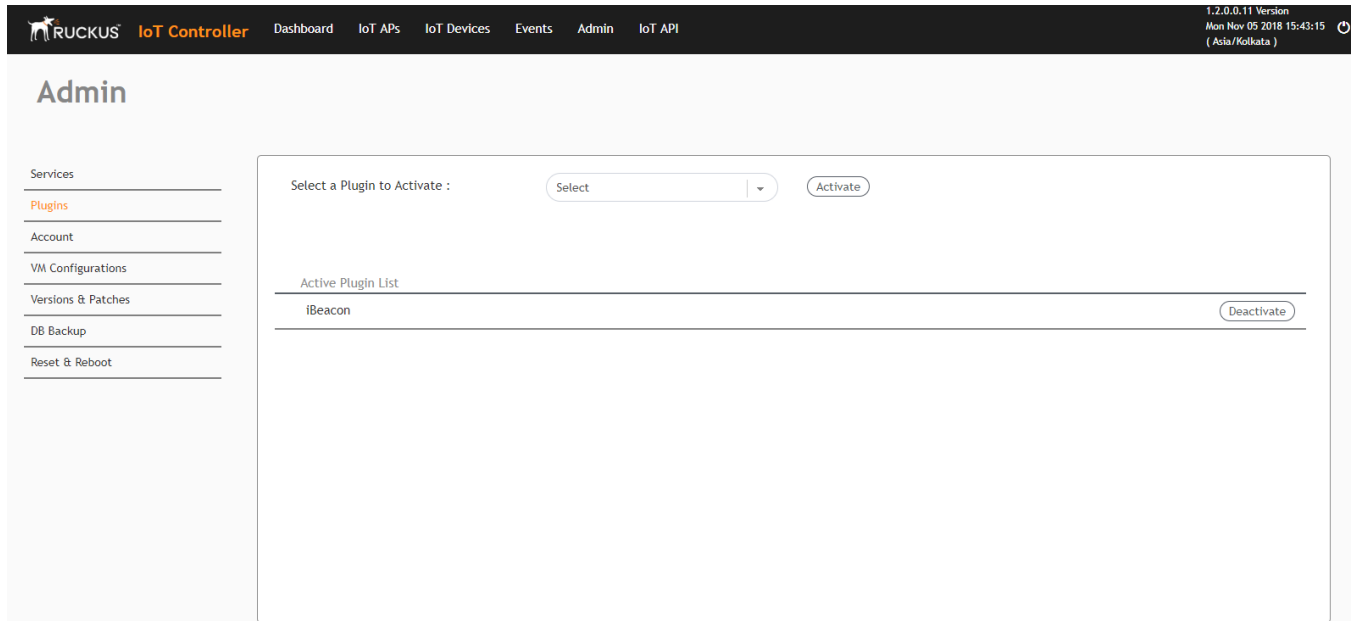 RUCKUS™ IoT Controller Dashboard IoT APs IoT Devices Events Admin IoT API
1.2.0.0.11 Version
Mon Nov 05 2018 15:43:15
( Asia/Kolkata )
Admin
Services
Plugins
Account
VM Configurations
Versions & Patches
DB Backup
Reset & Reboot
Select a Plugin to Activate : Select Activate
Active Plugin List
iBeacon Deactivate